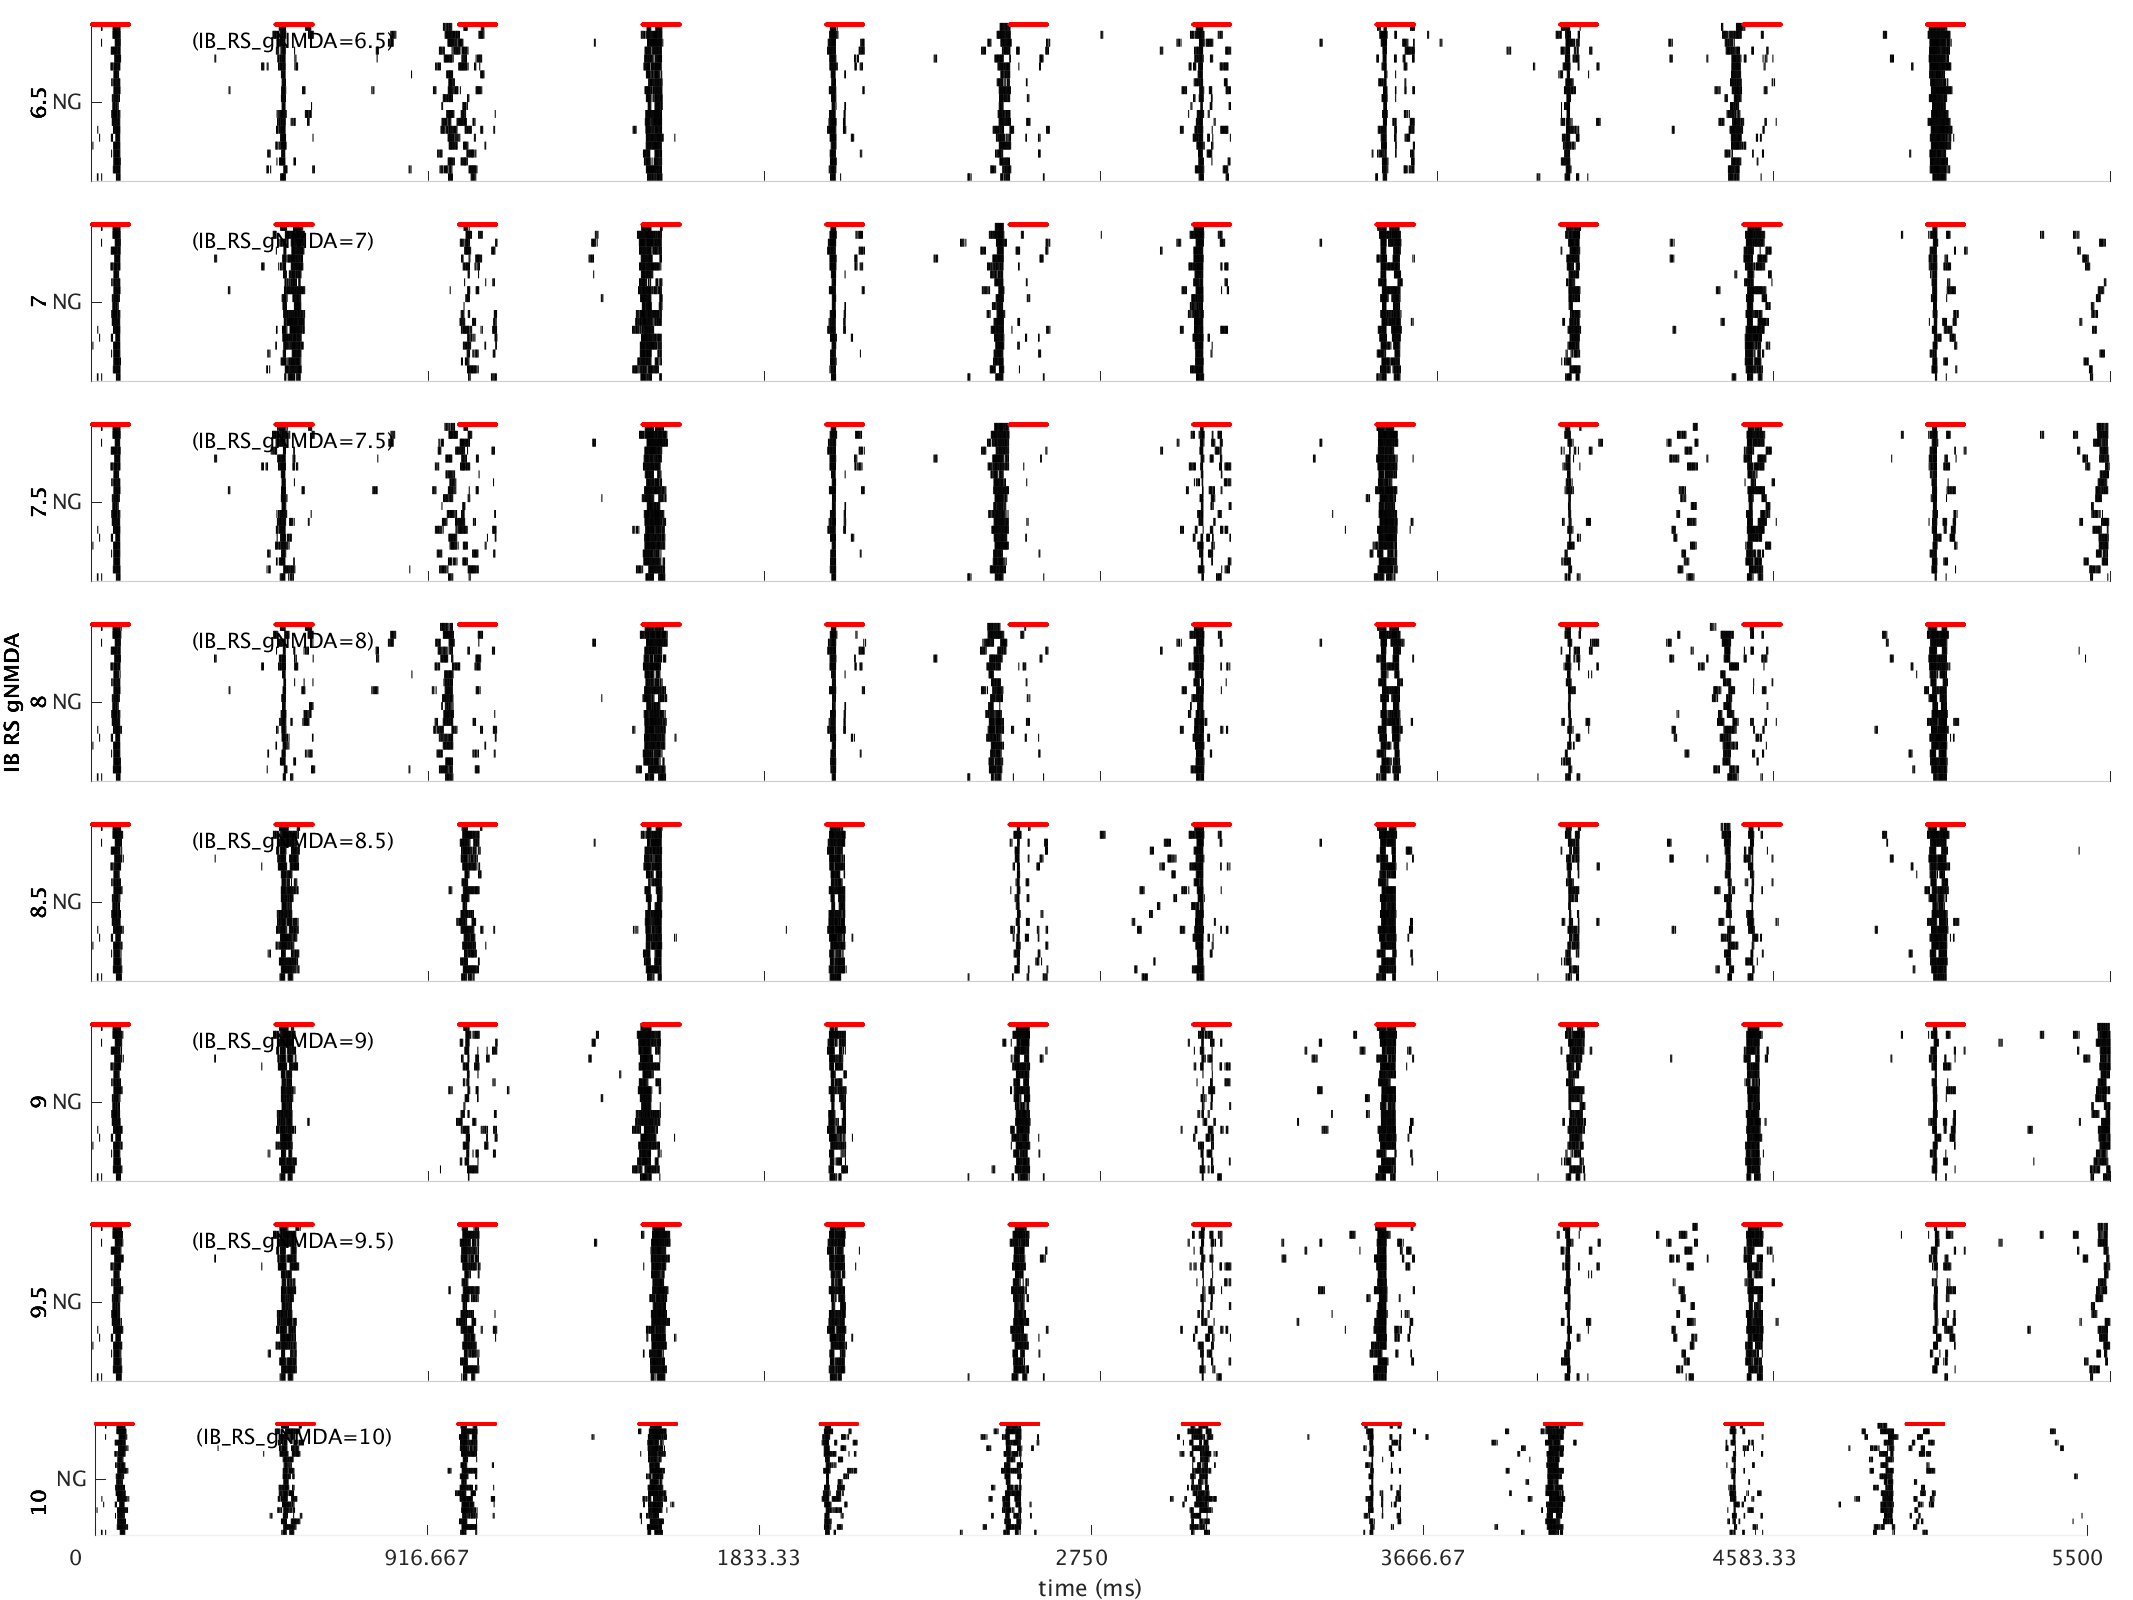 (IB_RS_gNMDA=6.5)
6.5 NG
(IB_RS_gNMDA=7)
7 NG
(IB_RS_gNMDA=7.5)
7.5 NG
(IB_RS_gNMDA=8)
8 NG
IB RS gNMDA
(IB_RS_gNMDA=8.5)
8.5 NG
(IB_RS_gNMDA=9)
9 NG
(IB_RS_gNMDA=9.5)
9.5 NG
(IB_RS_gNMDA=10)
10 NG
0 916.667 1833.33 2750 3666.67 4583.33 5500
time (ms)